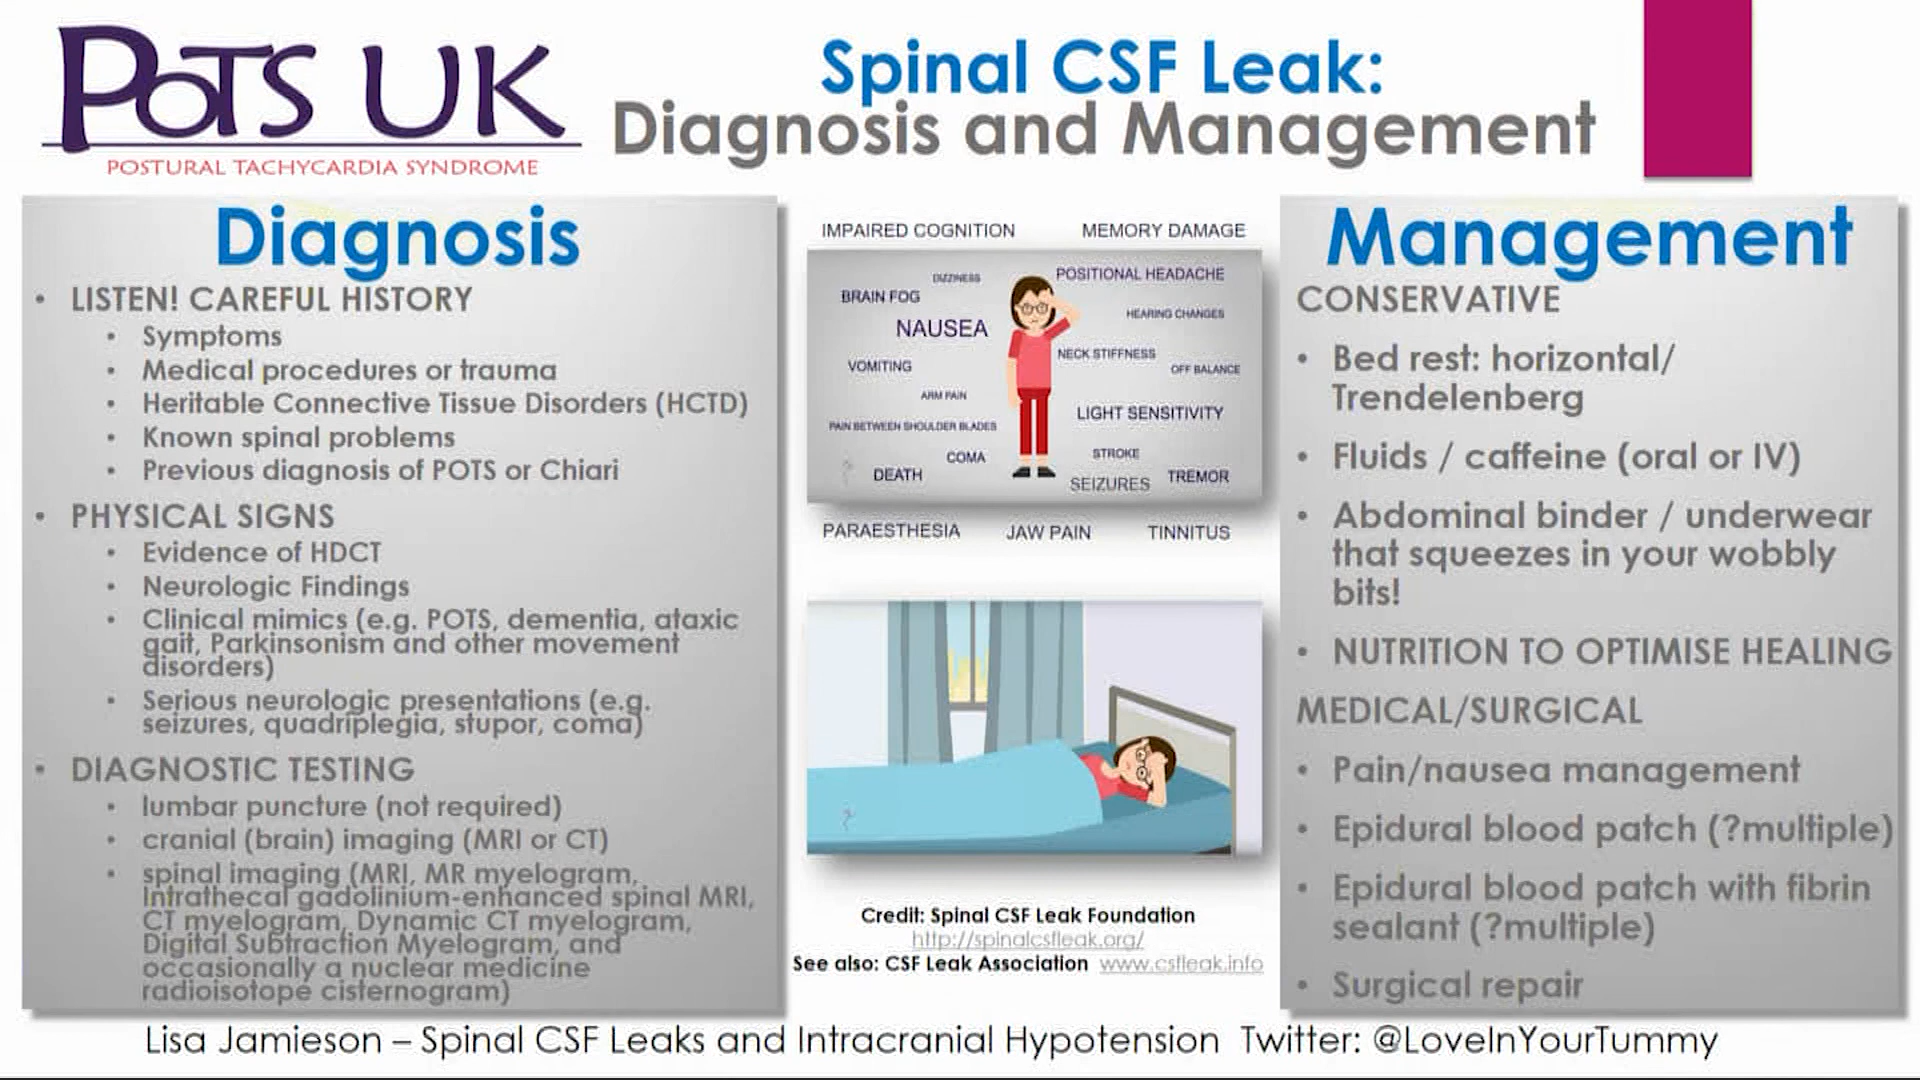 POTS UK
POSTURAL TACHYCARDIA SYNDROME
Spinal CSF Leak:
Diagnosis and Management
Diagnosis
• LISTEN! CAREFUL HISTORY
• Symptoms
• Medical procedures or trauma
• Heritable Connective Tissue Disorders (HCTD)
• Known spinal problems
• Previous diagnosis of POTS or Chiari
• PHYSICAL SIGNS
• Evidence of HDCT
• Neurologic Findings
• Clinical mimics (e.g. POTS, dementia, ataxic
gait, Parkinsonism and other movement
disorders)
• Serious neurologic presentations (e.g.
seizures, quadriplegia, stupor, coma)
• DIAGNOSTIC TESTING
• lumbar puncture (not required)
• cranial (brain) imaging (MRI or CT)
• spinal imaging (MRI, MR myelogram,
Intrathecal gadolinium-enhanced spinal MRI,
CT myelogram, Dynamic CT myelogram,
Digital Subtraction Myelogram, and
occasionally a nuclear medicine
radioisotope cisternogram)
IMPAIRED COGNITION
MEMORY DAMAGE
DIZZINESS
POSITIONAL HEADACHE
BRAIN FOG
HEARING CHANGES
NAUSEA
NECK STIFFNESS
VOMITING
OFF BALANCE
ARM PAIN
LIGHT SENSITIVITY
PAIN BETWEEN SHOULDER BLADES
STROKE
COMA
DEATH
SEIZURES
TREMOR
PARAESTHESIA
JAW PAIN
TINNITUS
Credit: Spinal CSF Leak Foundation
http://spinalcsfleak.org/
See also: CSF Leak Association www.csfleak.info
Management
CONSERVATIVE
• Bed rest: horizontal/
Trendelenberg
• Fluids / caffeine (oral or IV)
• Abdominal binder / underwear
that squeezes in your wobbly
bits!
• NUTRITION TO OPTIMISE HEALING
MEDICAL/SURGICAL
• Pain/nausea management
• Epidural blood patch (?multiple)
• Epidural blood patch with fibrin
sealant (?multiple)
• Surgical repair
Lisa Jamieson – Spinal CSF Leaks and Intracranial Hypotension Twitter: @LoveInYourTummy